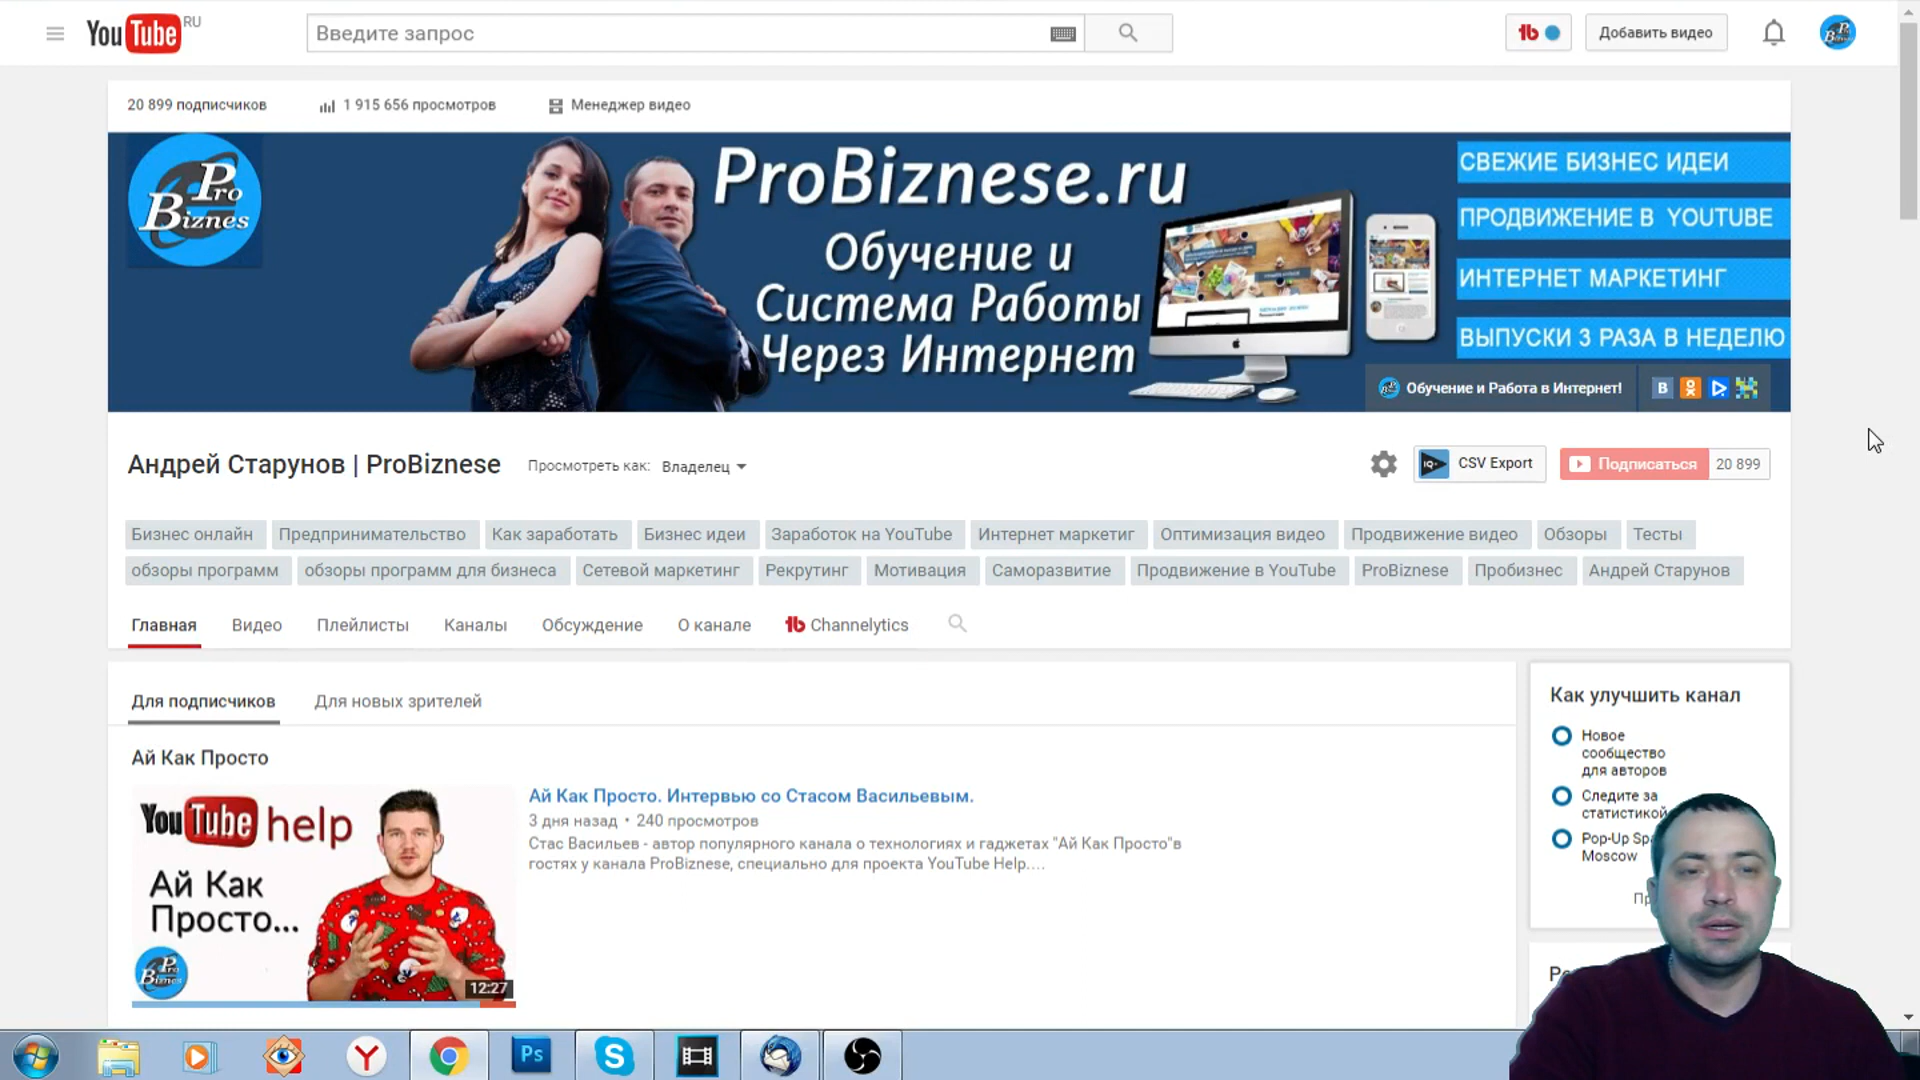 YouTube RU
Введите запрос
Добавить видео
20 899 подписчиков
1 915 656 просмотров
Менеджер видео
Pro
Biznes
ProBiznese.ru
Обучение и
Система Работы
Через Интернет
СВЕЖИЕ БИЗНЕС ИДЕИ
ПРОДВИЖЕНИЕ В YOUTUBE
ИНТЕРНЕТ МАРКЕТИНГ
ВЫПУСКИ 3 РАЗА В НЕДЕЛЮ
Обучение и Работа в Интернет!
Андрей Старунов | ProBiznese
Просмотреть как: Владелец
CSV Export
Подписаться 20 899
Бизнес онлайн Предпринимательство Как заработать Бизнес идеи Заработок на YouTube Интернет маркетиг Оптимизация видео Продвижение видео Обзоры Тесты
обзоры программ обзоры программ для бизнеса Сетевой маркетинг Рекрутинг Мотивация Саморазвитие Продвижение в YouTube ProBiznese Пробизнес Андрей Старунов
Главная Видео Плейлисты Каналы Обсуждение О канале Channelytics
Для подписчиков Для новых зрителей
Ай Как Просто
YouTube help
Ай Как
Просто...
12:27
Ай Как Просто. Интервью со Стасом Васильевым.
3 дня назад • 240 просмотров
Стас Васильев - автор популярного канала о технологиях и гаджетах "Ай Как Просто"в
гостях у канала ProBiznese, специально для проекта YouTube Help....
Как улучшить канал
Новое
сообщество
для авторов
Следите за
статистикой
Pop-Up
Moscow
Ps